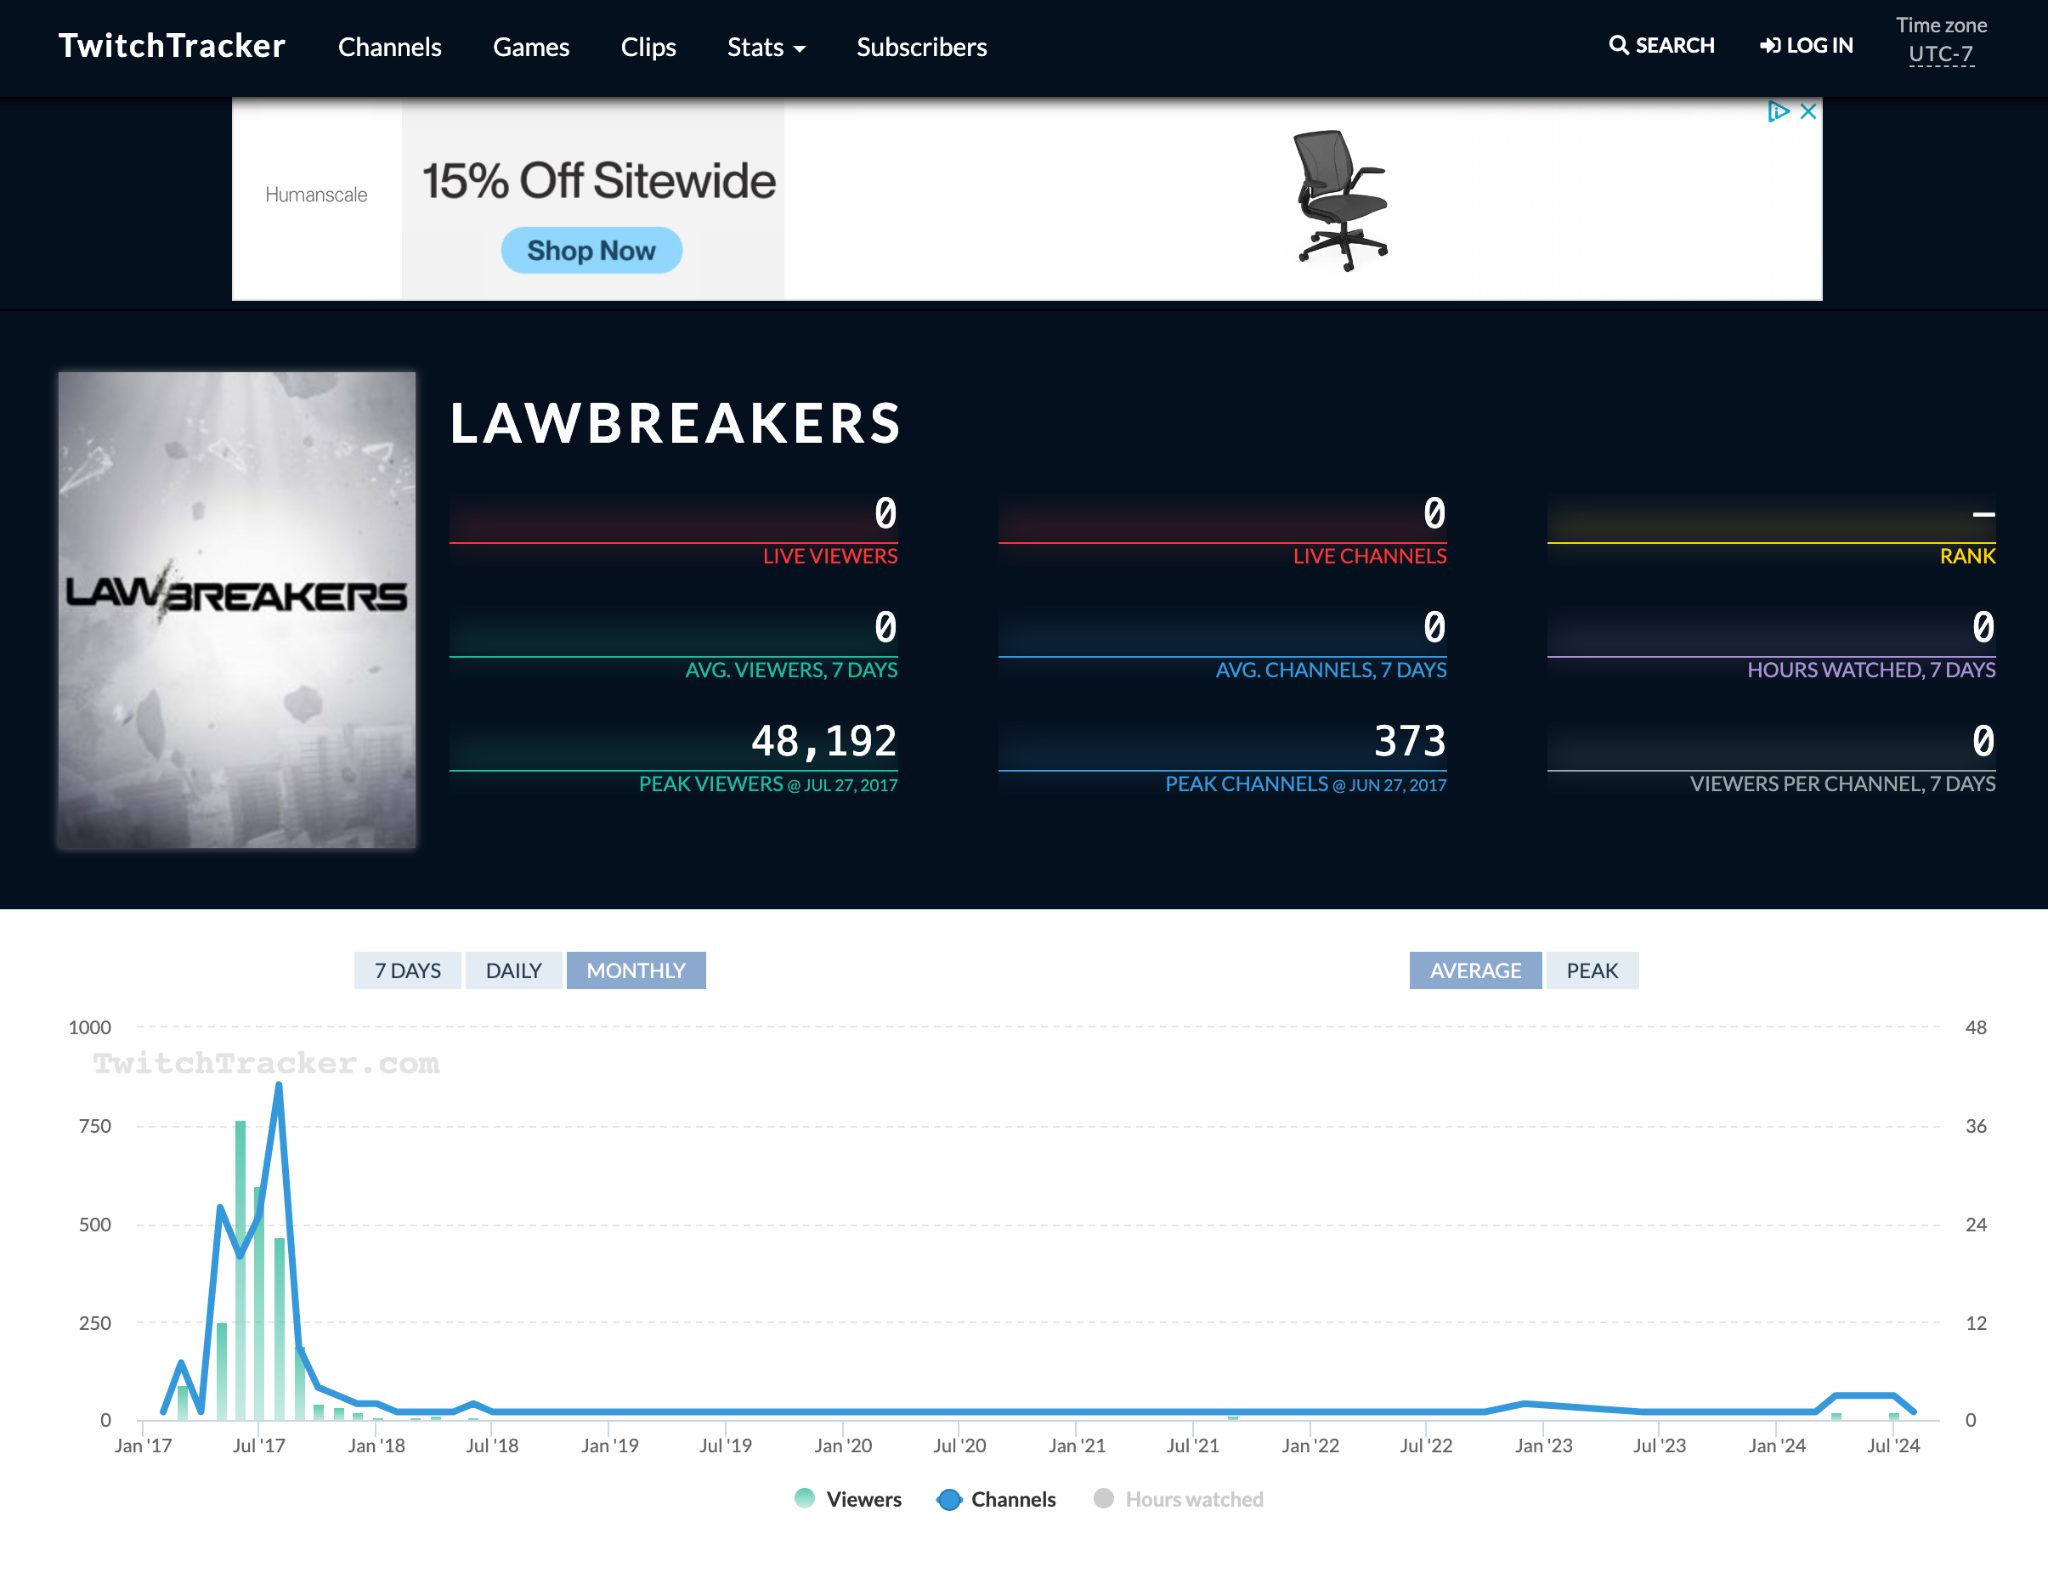 TwitchTracker Channels Games Clips Stats Subscribers SEARCH LOG IN Time zone
UTC-7
Humanscale
15% Off Sitewide
Shop Now
LAWBREAKERS
LAWBREAKERS
0 0 –
LIVE VIEWERS LIVE CHANNELS RANK
0 0 0
AVG. VIEWERS, 7 DAYS AVG. CHANNELS, 7 DAYS HOURS WATCHED, 7 DAYS
48,192 373 0
PEAK VIEWERS @ JUL 27, 2017 PEAK CHANNELS @ JUN 27, 2017 VIEWERS PER CHANNEL, 7 DAYS
7 DAYS DAILY MONTHLY AVERAGE PEAK
1000 48
TwitchTracker.com
750 36
500 24
250 12
0 0
Jan '17 Jul '17 Jan '18 Jul '18 Jan '19 Jul '19 Jan '20 Jul '20 Jan '21 Jul '21 Jan '22 Jul '22 Jan '23 Jul '23 Jan '24 Jul '24
Viewers Channels Hours watched